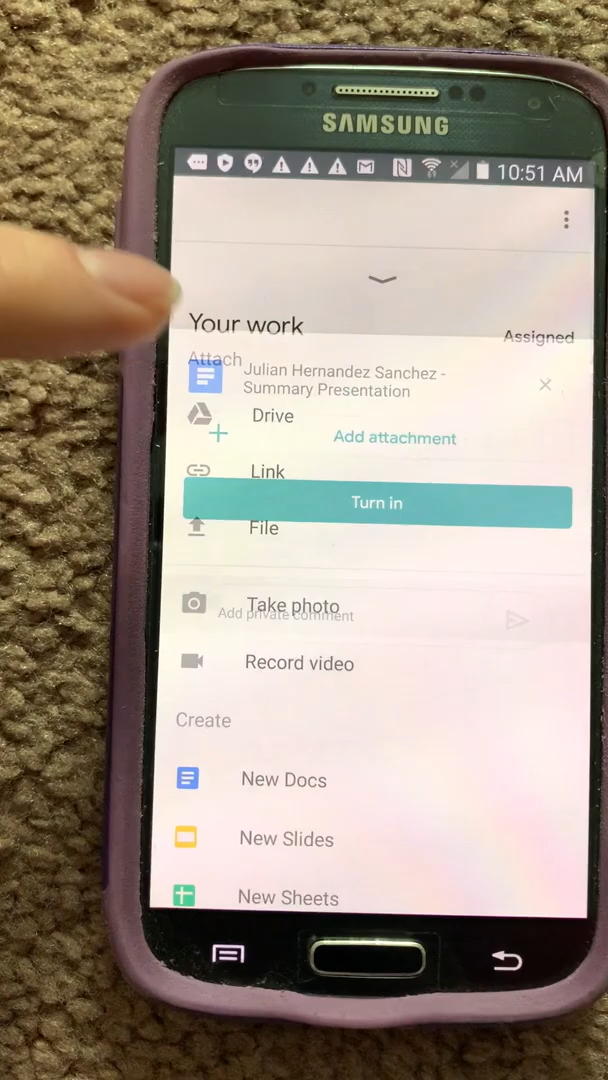 SAMSUNG
10:51 AM
Your work
Assigned
Attach
Julian Hernandez Sanchez -
Summary Presentation
Drive
Add attachment
Link
Turn in
File
Take photo
Add private comment
Record video
Create
New Docs
New Slides
New Sheets